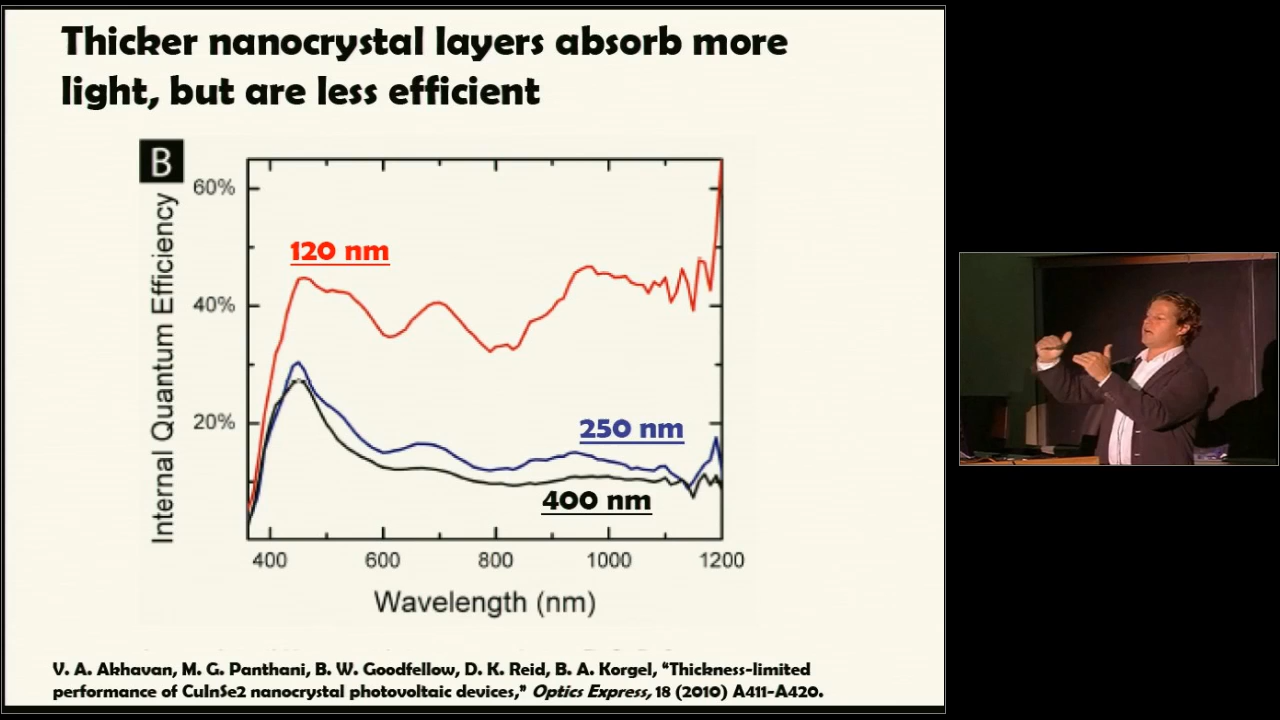 Thicker nanocrystal layers absorb more
light, but are less efficient
B
Internal Quantum Efficiency
60%
40%
20%
120 nm
250 nm
400 nm
400 600 800 1000 1200
Wavelength (nm)
V. A. Akhavan, M. G. Panthani, B. W. Goodfellow, D. K. Reid, B. A. Korgel, “Thickness-limited
performance of CuInSe2 nanocrystal photovoltaic devices,” Optics Express, 18 (2010) A411-A420.